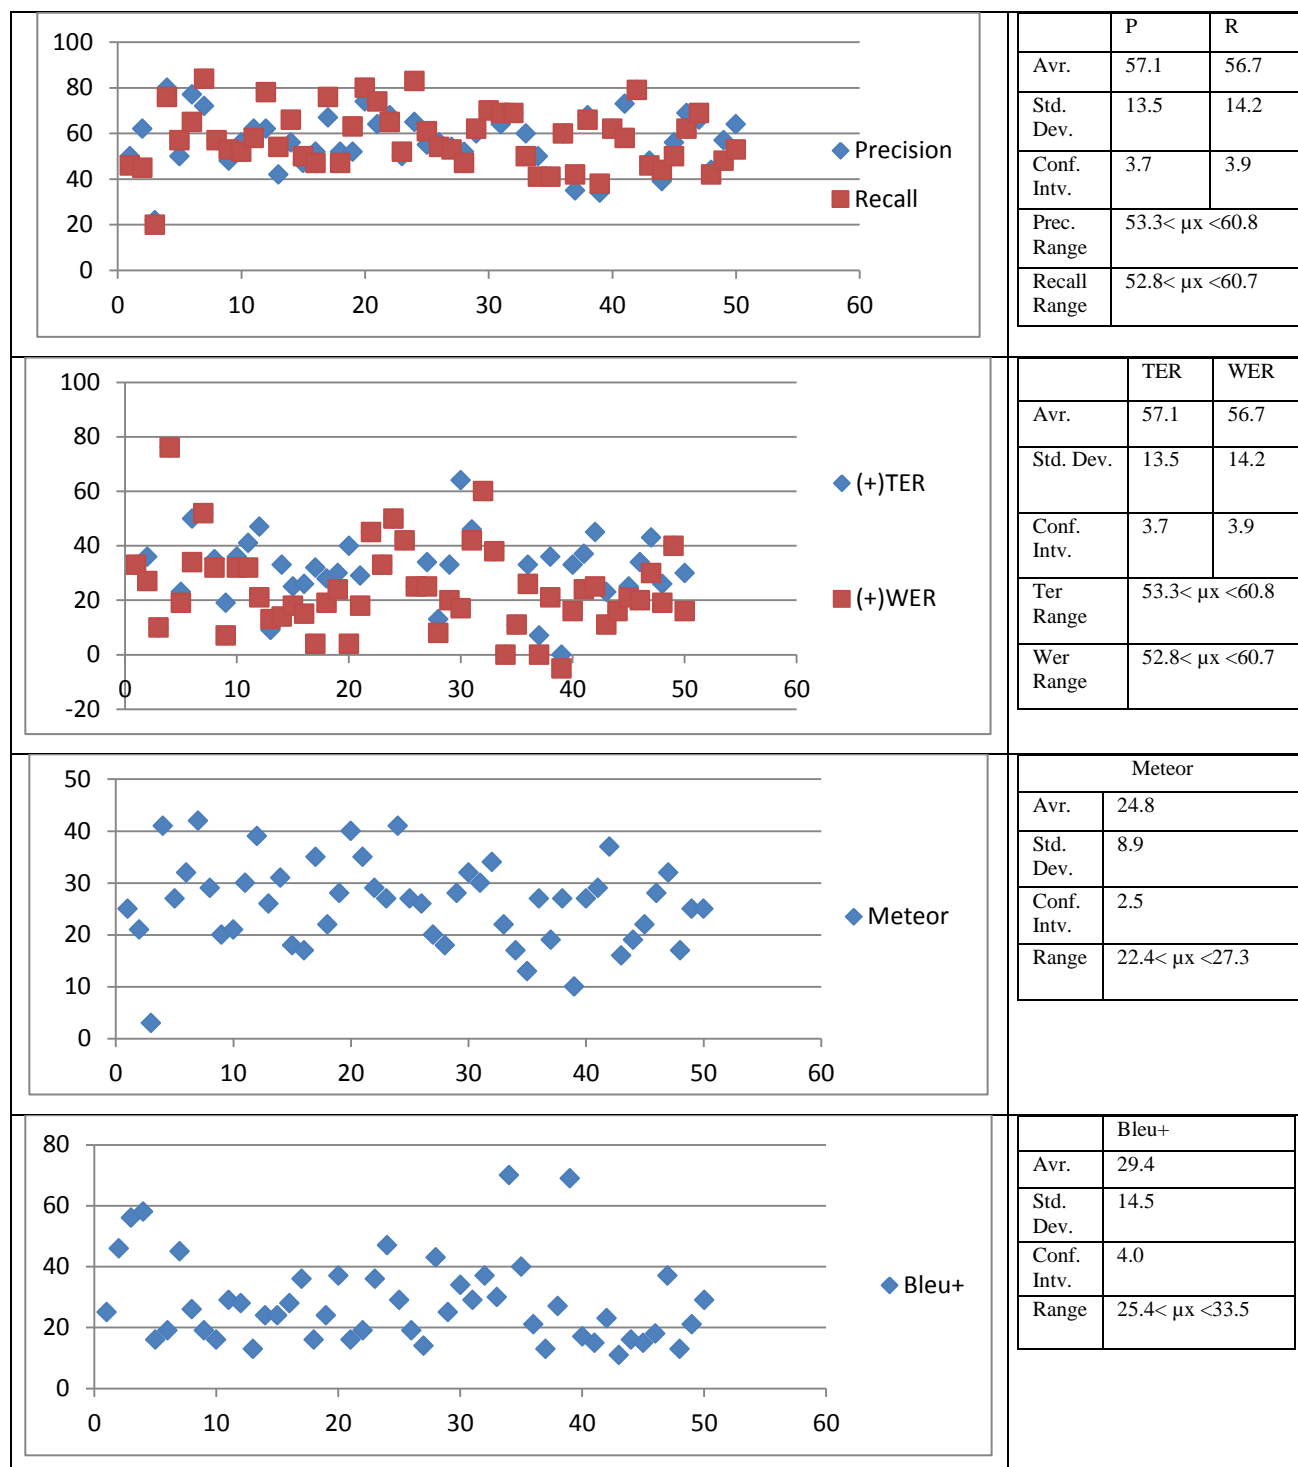 100
80
60
40
20
0
0 10 20 30 40 50 60
Precision
Recall
P R
Avr. 57.1 56.7
Std. 13.5 14.2
Dev.
Conf. 3.7 3.9
Intv.
Prec. 53.3< µx <60.8
Range
Recall 52.8< µx <60.7
Range
100
80
60
40
20
0
-20
0 10 20 30 40 50 60
(+)TER
(+)WER
TER WER
Avr. 57.1 56.7
Std. Dev. 13.5 14.2
Conf. 3.7 3.9
Intv.
Ter 53.3< µx <60.8
Range
Wer 52.8< µx <60.7
Range
50
40
30
20
10
0
0 10 20 30 40 50 60
Meteor
Meteor
Avr. 24.8
Std. 8.9
Dev.
Conf. 2.5
Intv.
Range 22.4< µx <27.3
80
60
40
20
0
0 10 20 30 40 50 60
Bleu+
Bleu+
Avr. 29.4
Std. 14.5
Dev.
Conf. 4.0
Intv.
Range 25.4< µx <33.5